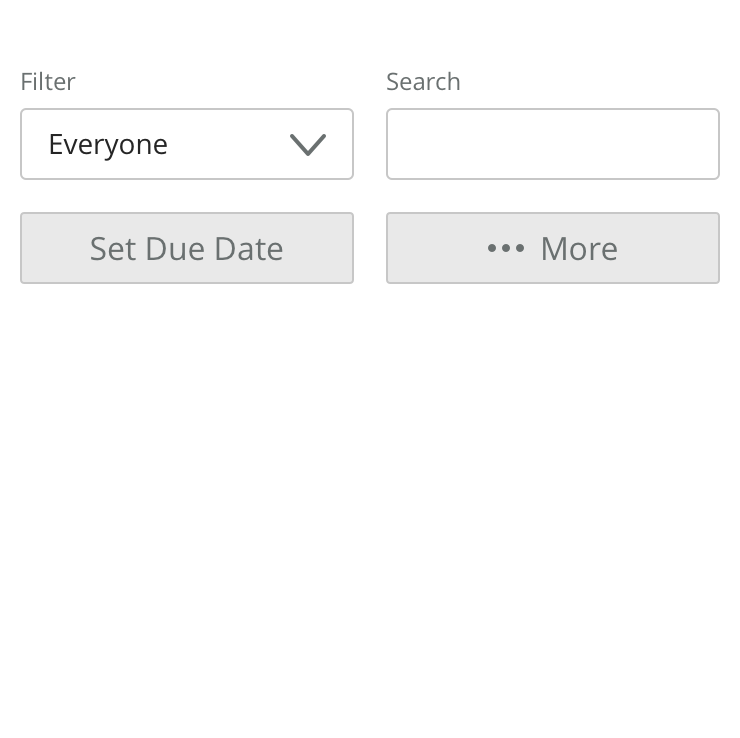 Filter
Search
Everyone
Set Due Date
••• More